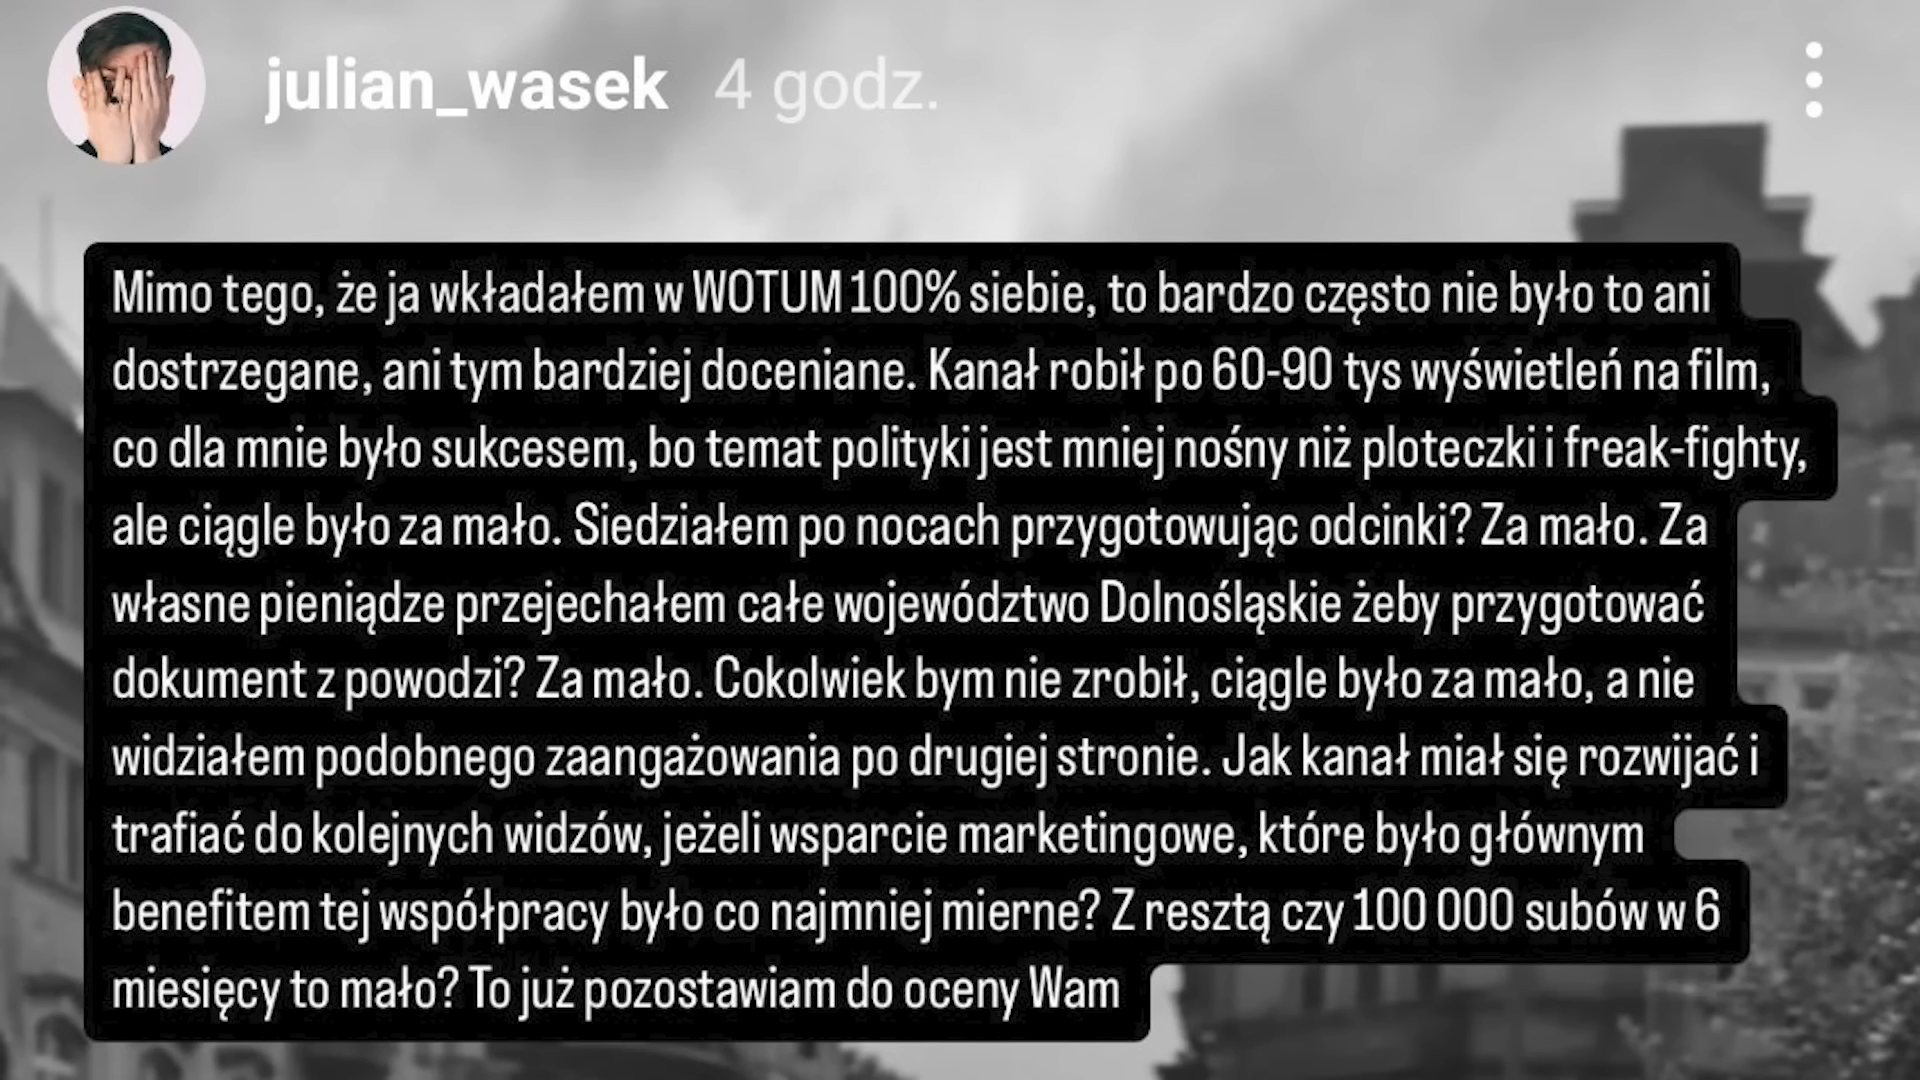 julian_wasek 4 godz.
Mimo tego, że ja wkładałem w WOTUM 100% siebie, to bardzo często nie było to ani
dostrzegane, ani tym bardziej doceniane. Kanał robił po 60-90 tys wyświetleń na film,
co dla mnie było sukcesem, bo temat polityki jest mniej nośny niż ploteczki i freak-fighty,
ale ciągle było za mało. Siedziałem po nocach przygotowując odcinki? Za mało. Za
własne pieniądze przejechałem całe województwo Dolnośląskie żeby przygotować
dokument z powodzi? Za mało. Cokolwiek bym nie zrobił, ciągle było za mało, a nie
widziałem podobnego zaangażowania po drugiej stronie. Jak kanał miał się rozwijać i
trafiać do kolejnych widzów, jeżeli wsparcie marketingowe, które było głównym
benefitem tej współpracy było co najmniej mierne? Z resztą czy 100 000 subów w 6
miesięcy to mało? To już pozostawiam do oceny Wam